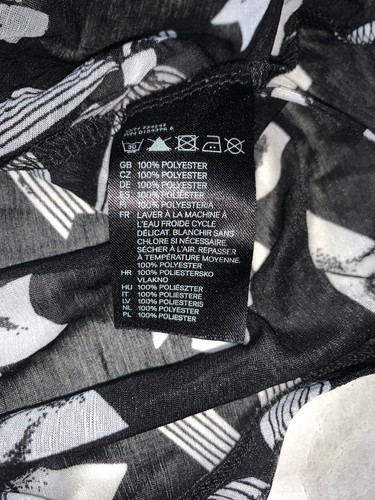 30
GB 100% POLYESTER
CZ 100% POLYESTER
DE 100% POLYESTER
ES 100% POLIÉSTER
100% POLYESTERIA
FR LAVER À LA MACHINE À
L'EAU FROIDE CYCLE
DÉLICAT. BLANCHIR SANS
CHLORE SI NÉCESSAIRE.
SÉCHER À L'AIR. REPASSER
À TEMPÉRATURE MOYENNE.
100% POLYESTER
HR 100% POLIESTERSKO
VLAKNO
HU 100% POLIÉSZTER
IT 100% POLIESTERE
LV 100% POLIESTERIS
NL 100% POLYESTER
PL 100% POLIESTER